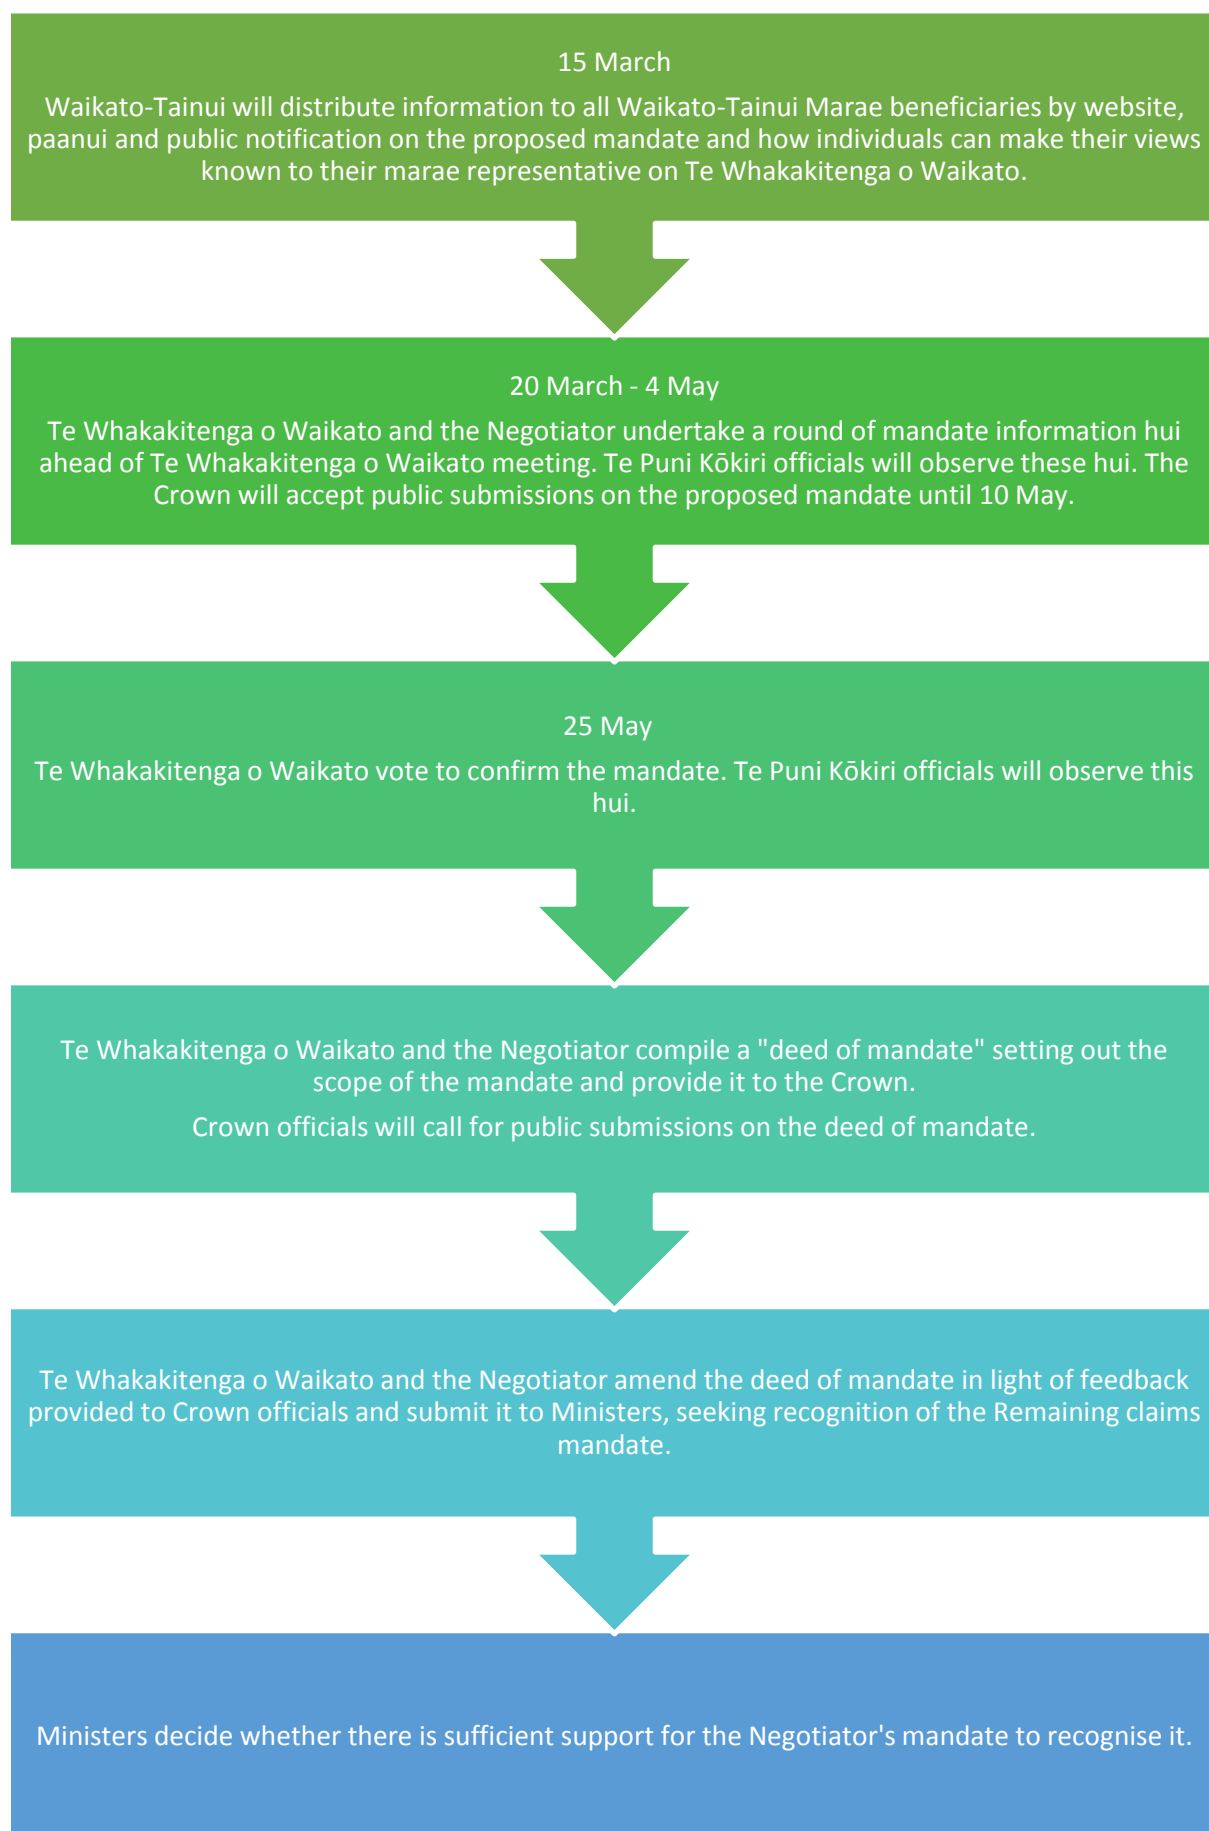 15 March
Waikato-Tainui will distribute information to all Waikato-Tainui Marae beneficiaries by website,
paanui and public notification on the proposed mandate and how individuals can make their views
known to their marae representative on Te Whakakitenga o Waikato.
20 March - 4 May
Te Whakakitenga o Waikato and the Negotiator undertake a round of mandate information hui
ahead of Te Whakakitenga o Waikato meeting. Te Puni Kōkiri officials will observe these hui. The
Crown will accept public submissions on the proposed mandate until 10 May.
25 May
Te Whakakitenga o Waikato vote to confirm the mandate. Te Puni Kōkiri officials will observe this
hui.
Te Whakakitenga o Waikato and the Negotiator compile a "deed of mandate" setting out the
scope of the mandate and provide it to the Crown.
Crown officials will call for public submissions on the deed of mandate.
Te Whakakitenga o Waikato and the Negotiator amend the deed of mandate in light of feedback
provided to Crown officials and submit it to Ministers, seeking recognition of the Remaining claims
mandate.
Ministers decide whether there is sufficient support for the Negotiator's mandate to recognise it.